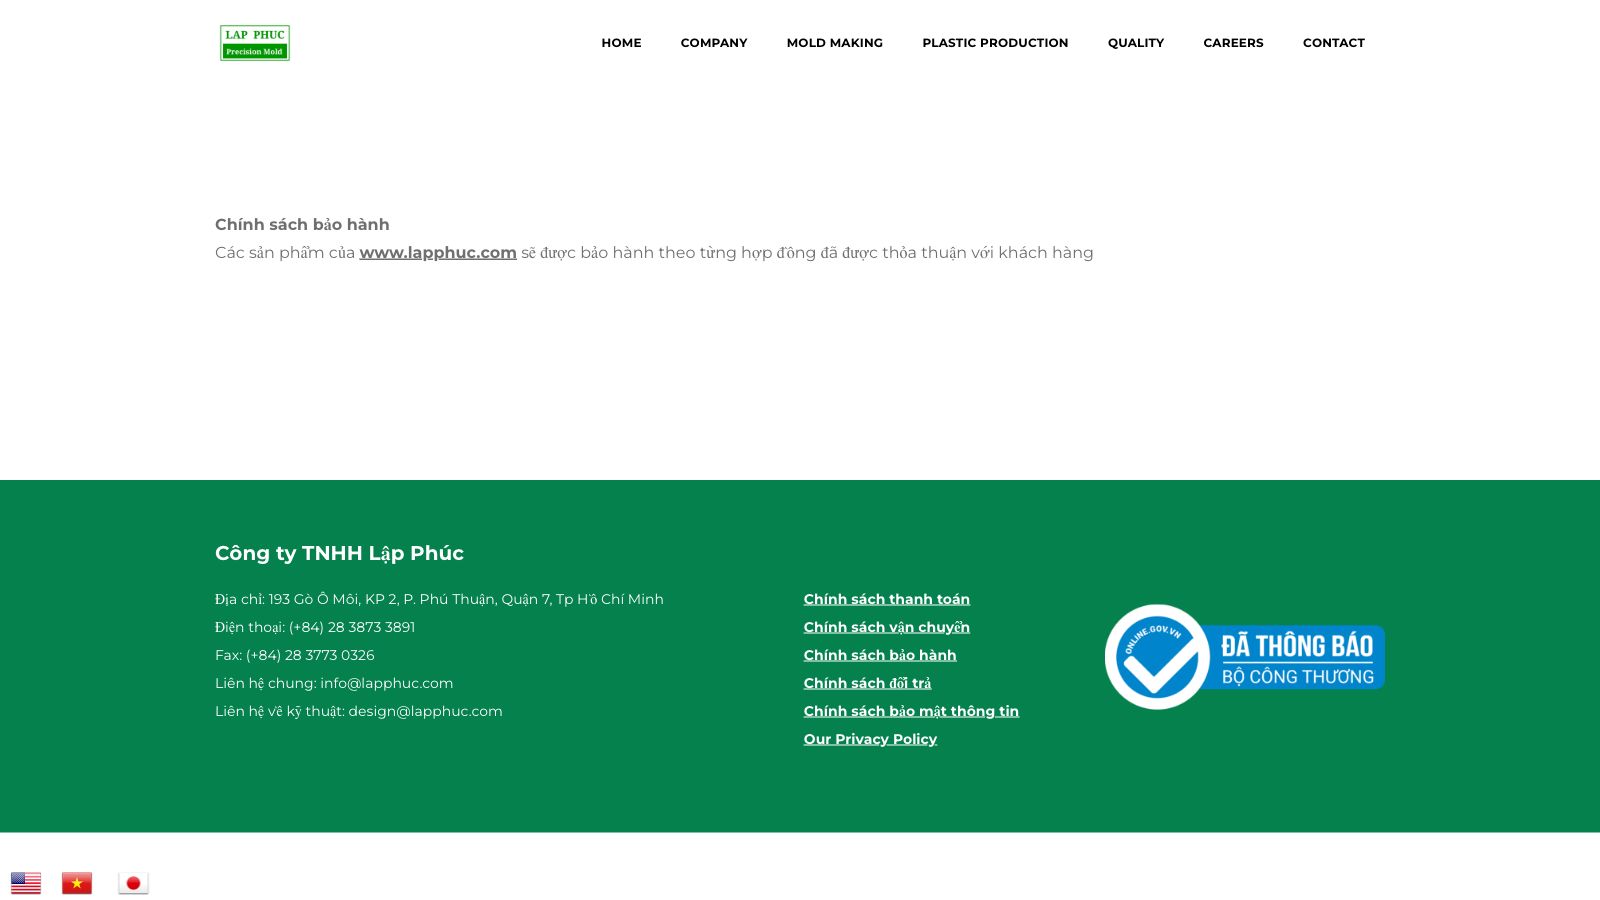 LAP PHUC
Precision Mold
HOME COMPANY MOLD MAKING PLASTIC PRODUCTION QUALITY CAREERS CONTACT
Chính sách bảo hành
Các sản phẩm của www.lapphuc.com sẽ được bảo hành theo từng hợp đồng đã được thỏa thuận với khách hàng
Công ty TNHH Lập Phúc
Địa chỉ: 193 Gò Ô Môi, KP 2, P. Phú Thuận, Quận 7, Tp Hồ Chí Minh
Điện thoại: (+84) 28 3873 3891
Fax: (+84) 28 3773 0326
Liên hệ chung: info@lapphuc.com
Liên hệ về kỹ thuật: design@lapphuc.com
Chính sách thanh toán
Chính sách vận chuyển
Chính sách bảo hành
Chính sách đổi trả
Chính sách bảo mật thông tin
Our Privacy Policy
ONLINE.GOV.VN
ĐÃ THÔNG BÁO
BỘ CÔNG THƯƠNG